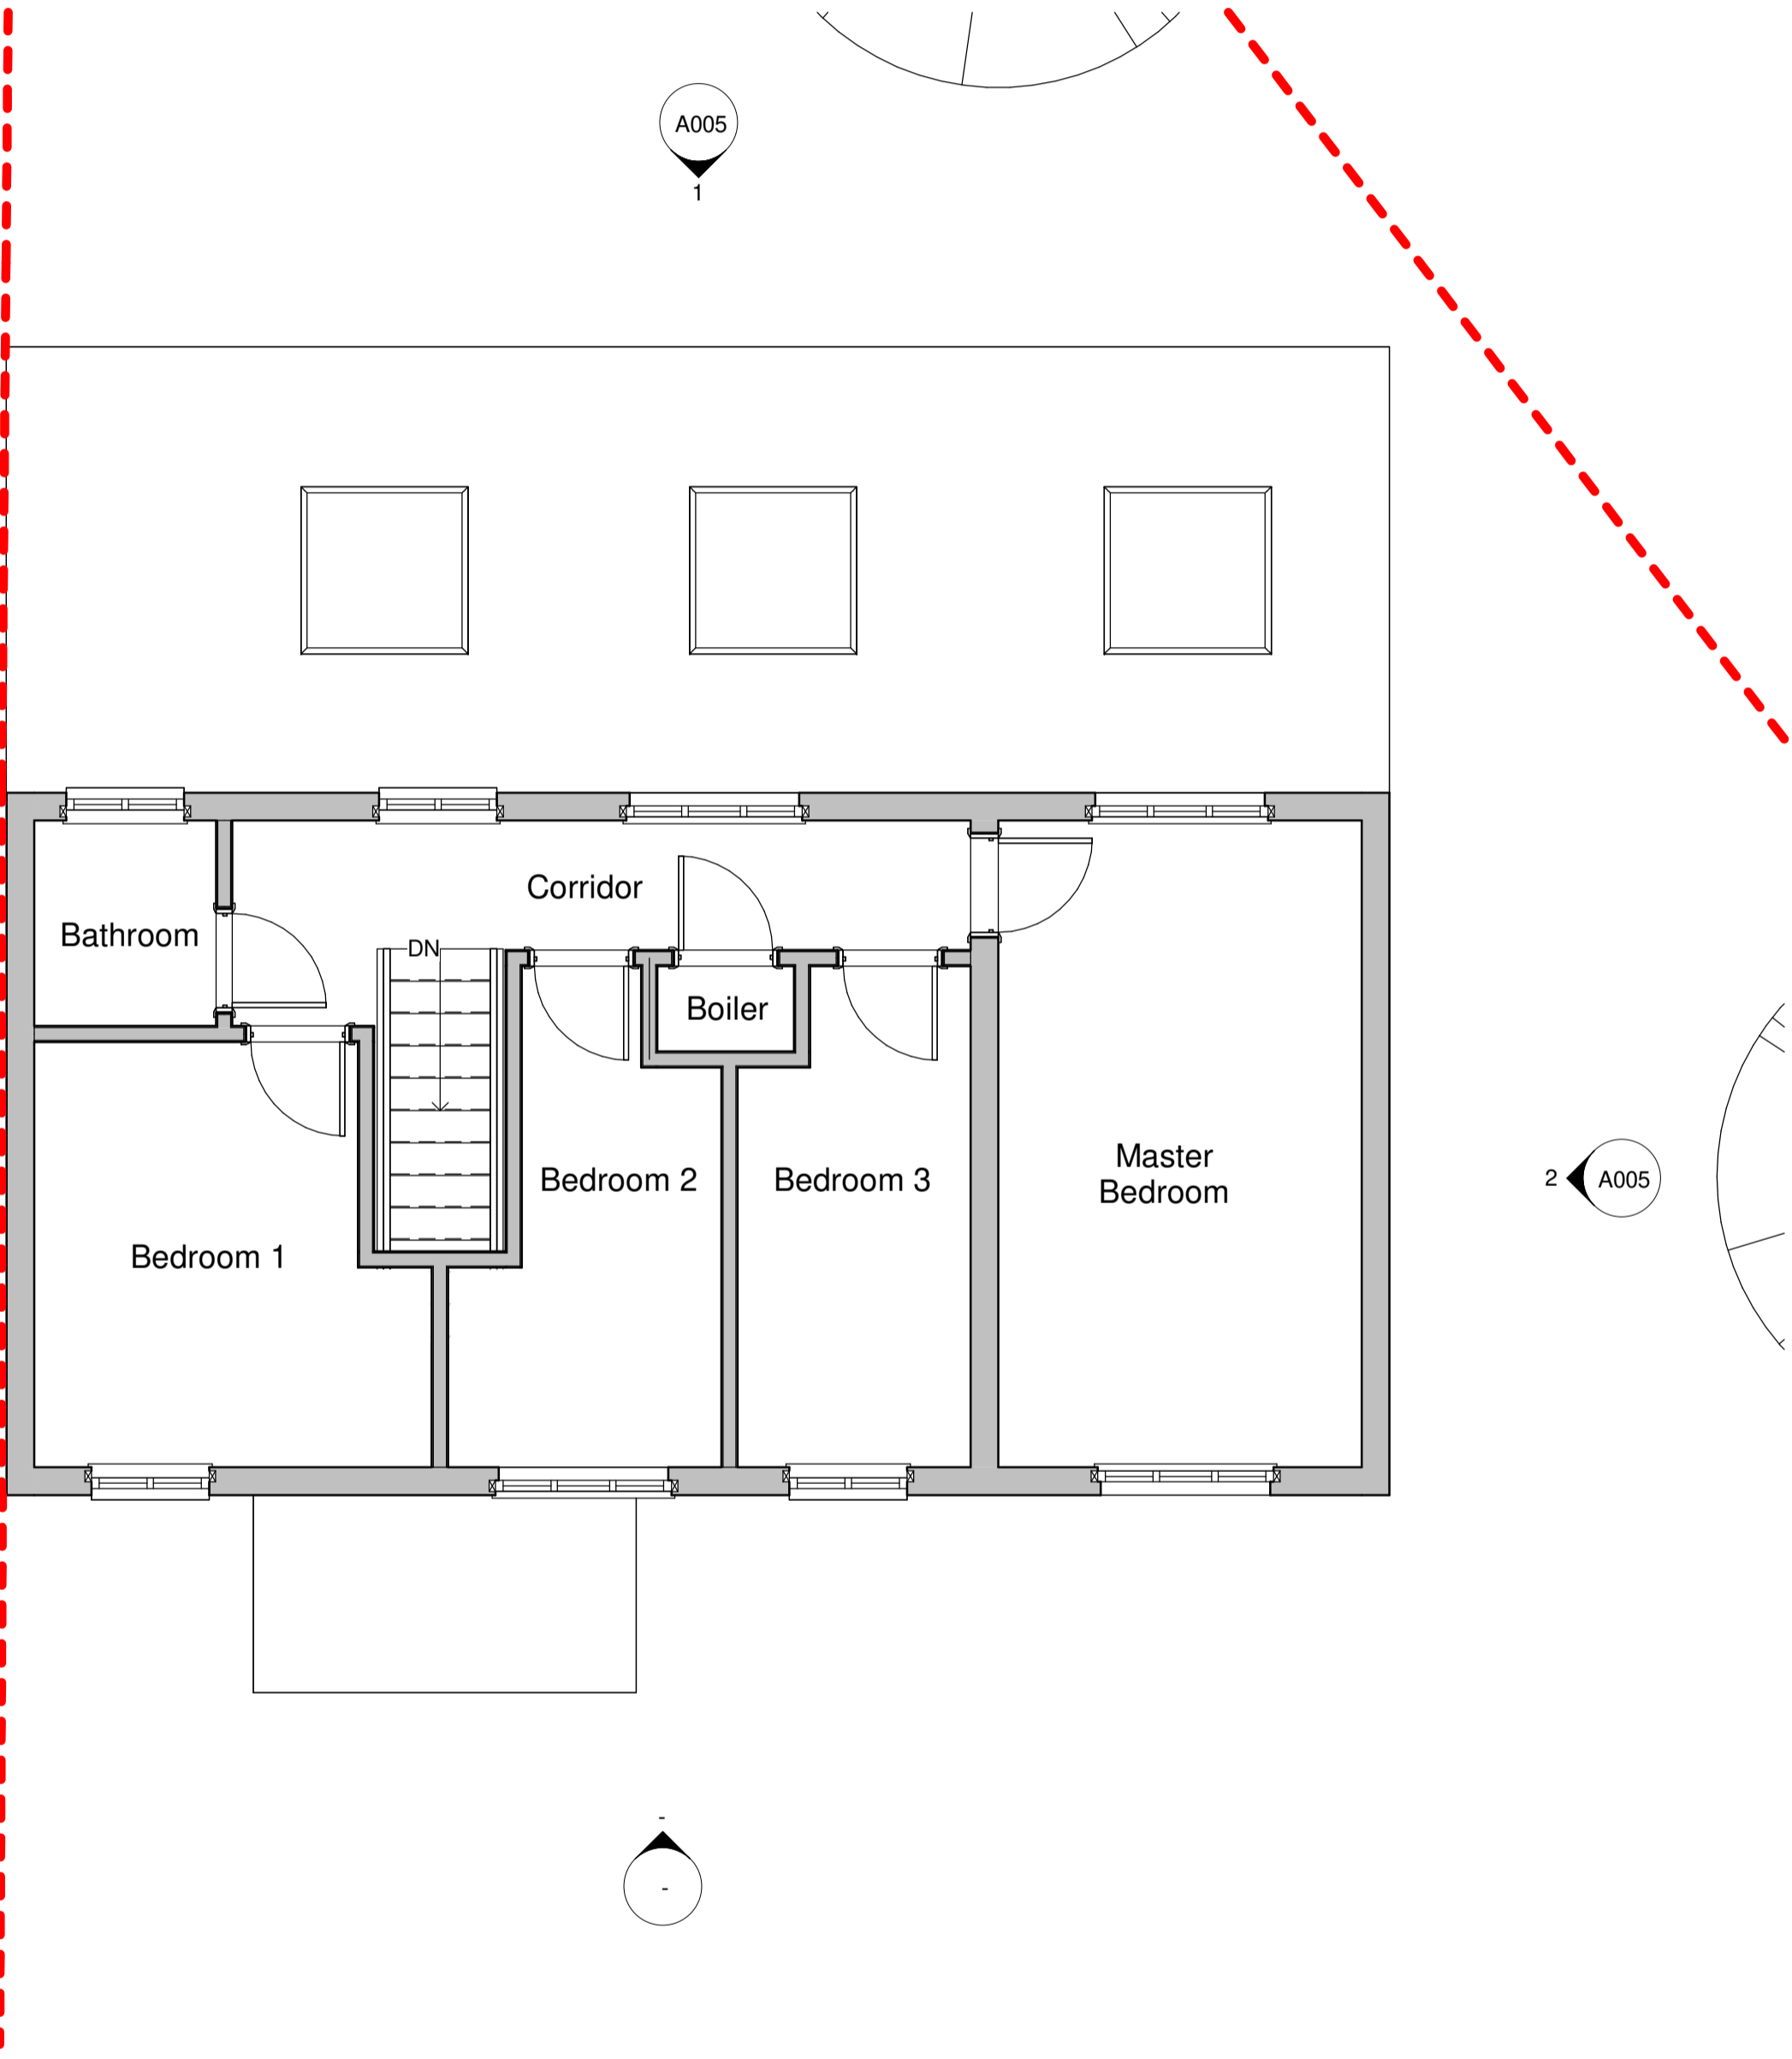 A005
1
Corridor
Bathroom
DN
Boiler
Master
Bedroom
Bedroom 2
Bedroom 3
2
A005
Bedroom 1
-
-